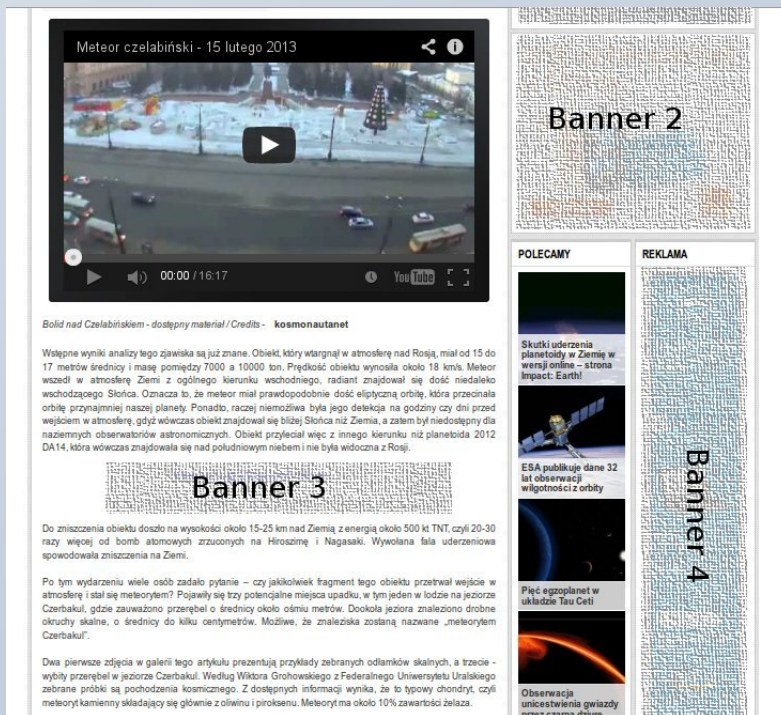 Meteor czelabiński - 15 lutego 2013
00:00 / 16:17
YouTube
Bolid nad Czelabińskiem - dostępny materiał / Credits - kosmonautanet
Wstępne wyniki analizy tego zjawiska są już znane. Obiekt, który wtargnął w atmosferę nad Rosją, miał od 15 do
17 metrów średnicy i masę pomiędzy 7000 a 10000 ton. Prędkość obiektu wynosiła około 18 km/s. Meteor
wszedł w atmosferę Ziemi z ogólnego kierunku wschodniego, radiant znajdował się dość niedaleko
wschodzącego Słońca. Oznacza to, że meteor miał prawdopodobnie dość eliptyczną orbitę, która przecinała
orbitę przynajmniej naszej planety. Ponadto, raczej niemożliwa była jego detekcja na godziny czy dni przed
wejściem w atmosferę, gdyż wówczas obiekt znajdował się bliżej Słońca niż Ziemia, a zatem był niedostępny dla
naziemnych obserwatoriów astronomicznych. Obiekt przyleciał więc z innego kierunku niż planetoida 2012
DA14, która wówczas znajdowała się nad południowym niebem i nie była widoczna z Rosji.
Banner 3
Do zniszczenia obiektu doszło na wysokości około 15-25 km nad Ziemią z energią około 500 kt TNT, czyli 20-30
razy więcej od bomb atomowych zrzuconych na Hiroszimę i Nagasaki. Wywołana fala uderzeniowa
spowodowała zniszczenia na Ziemi.
Po tym wydarzeniu wiele osób zadało pytanie – czy jakikolwiek fragment tego obiektu przetrwał wejście w
atmosferę i stał się meteorytem? Pojawiły się trzy potencjalne miejsca upadku, w tym jeden w lodzie na jeziorze
Czerbakul, gdzie zauważono przerębel o średnicy około ośmiu metrów. Dookoła jeziora znaleziono drobne
okruchy skalne, o średnicy do kilku centymetrów. Możliwe, że znaleziska zostaną nazwane „meteorytem
Czerbakul”.
Dwa pierwsze zdjęcia w galerii tego artykułu prezentują przykłady zebranych odłamków skalnych, a trzecie -
wybity przerębel w jeziorze Czerbakul. Według Wiktora Grohowskiego z Federalnego Uniwersytetu Uralskiego
zebrane próbki są pochodzenia kosmicznego. Z dostępnych informacji wynika, że to typowy chondryt, czyli
meteoryt kamienny składający się głównie z oliwinu i piroksenu. Meteoryt ma około 10% zawartości żelaza.
Banner 2
POLECAMY
Skutki uderzenia
planetoidy w Ziemię w
wersji online – strona
Impact: Earth!
ESA publikuje dane 32
lat obserwacji
wilgotności z orbity
Pięć egzoplanet w
układzie Tau Ceti
Obserwacja
unicestwienia gwiazdy
przez czarną dziurę
REKLAMA
Banner 4